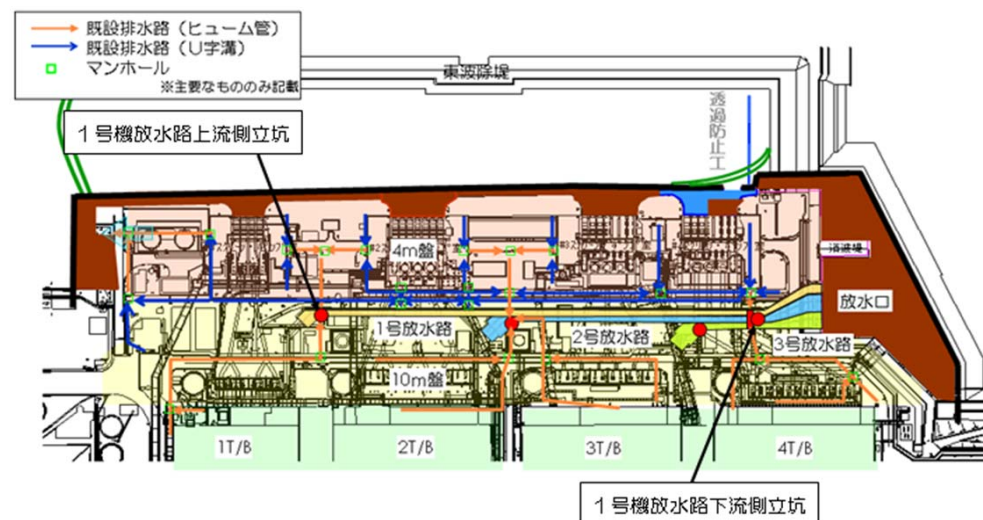 既設排水路（ヒューム管）
既設排水路（U字溝）
マンホール
※主要なもののみ記載
東波除堤
透過防止工
１号機放水路上流側立坑
4m盤
消波堤
放水口
1号放水路
2号放水路
3号放水路
10m盤
1T/B
2T/B
3T/B
4T/B
１号機放水路下流側立坑